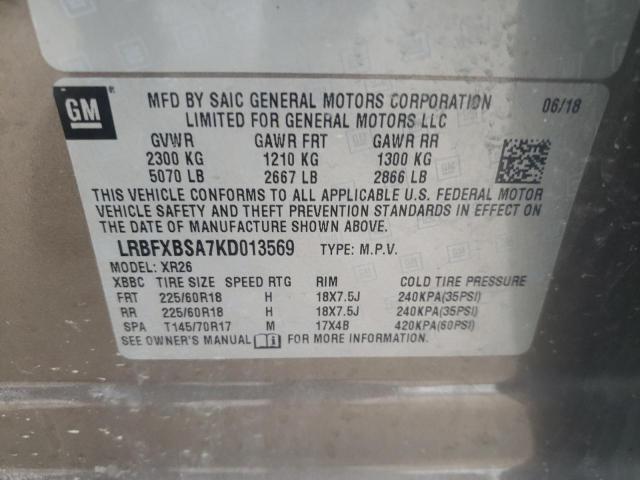 GM
MFD BY SAIC GENERAL MOTORS CORPORATION 06/18
LIMITED FOR GENERAL MOTORS LLC
GVWR GAWR FRT GAWR RR
2300 KG 1210 KG 1300 KG
5070 LB 2667 LB 2866 LB
THIS VEHICLE CONFORMS TO ALL APPLICABLE U.S. FEDERAL MOTOR
VEHICLE SAFETY AND THEFT PREVENTION STANDARDS IN EFFECT ON
THE DATE OF MANUFACTURE SHOWN ABOVE.
LRBFXBSA7KD013569 TYPE: M.P.V.
MODEL: XR26
XBBC TIRE SIZE SPEED RTG RIM COLD TIRE PRESSURE
FRT 225/60R18 H 18X7.5J 240KPA(35PSI)
RR 225/60R18 H 18X7.5J 240KPA(35PSI)
SPA T145/70R17 M 17X4B 420KPA(60PSI)
SEE OWNER'S MANUAL FOR MORE INFORMATION.